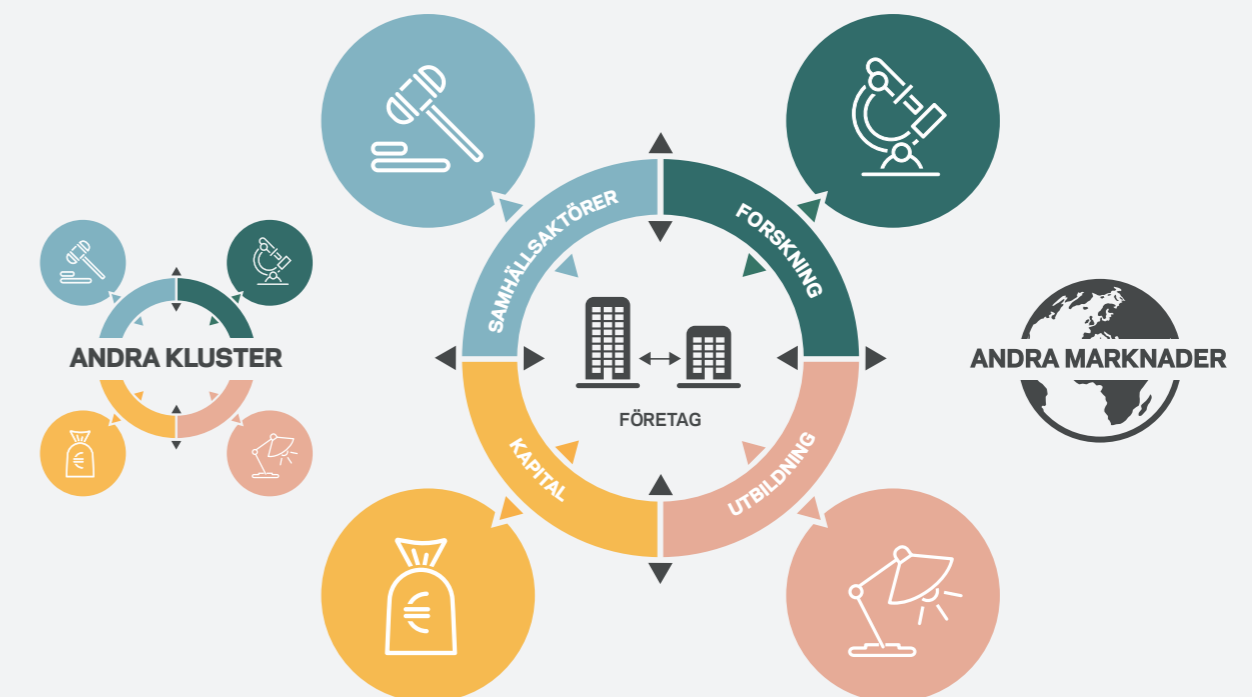 SAMHÄLLSAKTÖRER
FORSKNING
ANDRA KLUSTER
FÖRETAG
ANDRA MARKNADER
KAPITAL
UTBILDNING
€
€